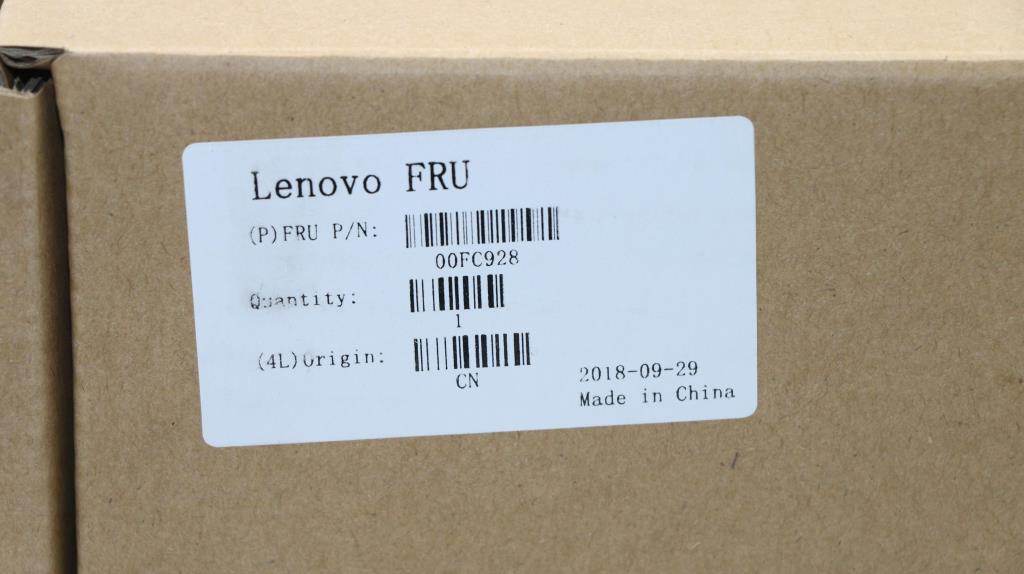 Lenovo FRU
(P)FRU P/N:
00FC928
Quantity:
1
(4L)Origin:
CN
2018-09-29
Made in China